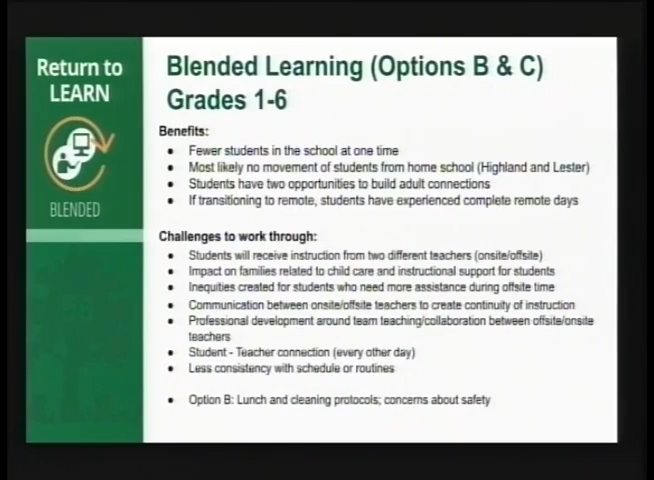 Return to
LEARN
BLENDED
Blended Learning (Options B & C)
Grades 1-6
Benefits:
• Fewer students in the school at one time
• Most likely no movement of students from home school (Highland and Lester)
• Students have two opportunities to build adult connections
• If transitioning to remote, students have experienced complete remote days
Challenges to work through:
• Students will receive instruction from two different teachers (onsite/offsite)
• Impact on families related to child care and instructional support for students
• Inequities created for students who need more assistance during offsite time
• Communication between onsite/offsite teachers to create continuity of instruction
• Professional development around team teaching/collaboration between offsite/onsite
teachers
• Student - Teacher connection (every other day)
• Less consistency with schedule or routines
• Option B: Lunch and cleaning protocols; concerns about safety